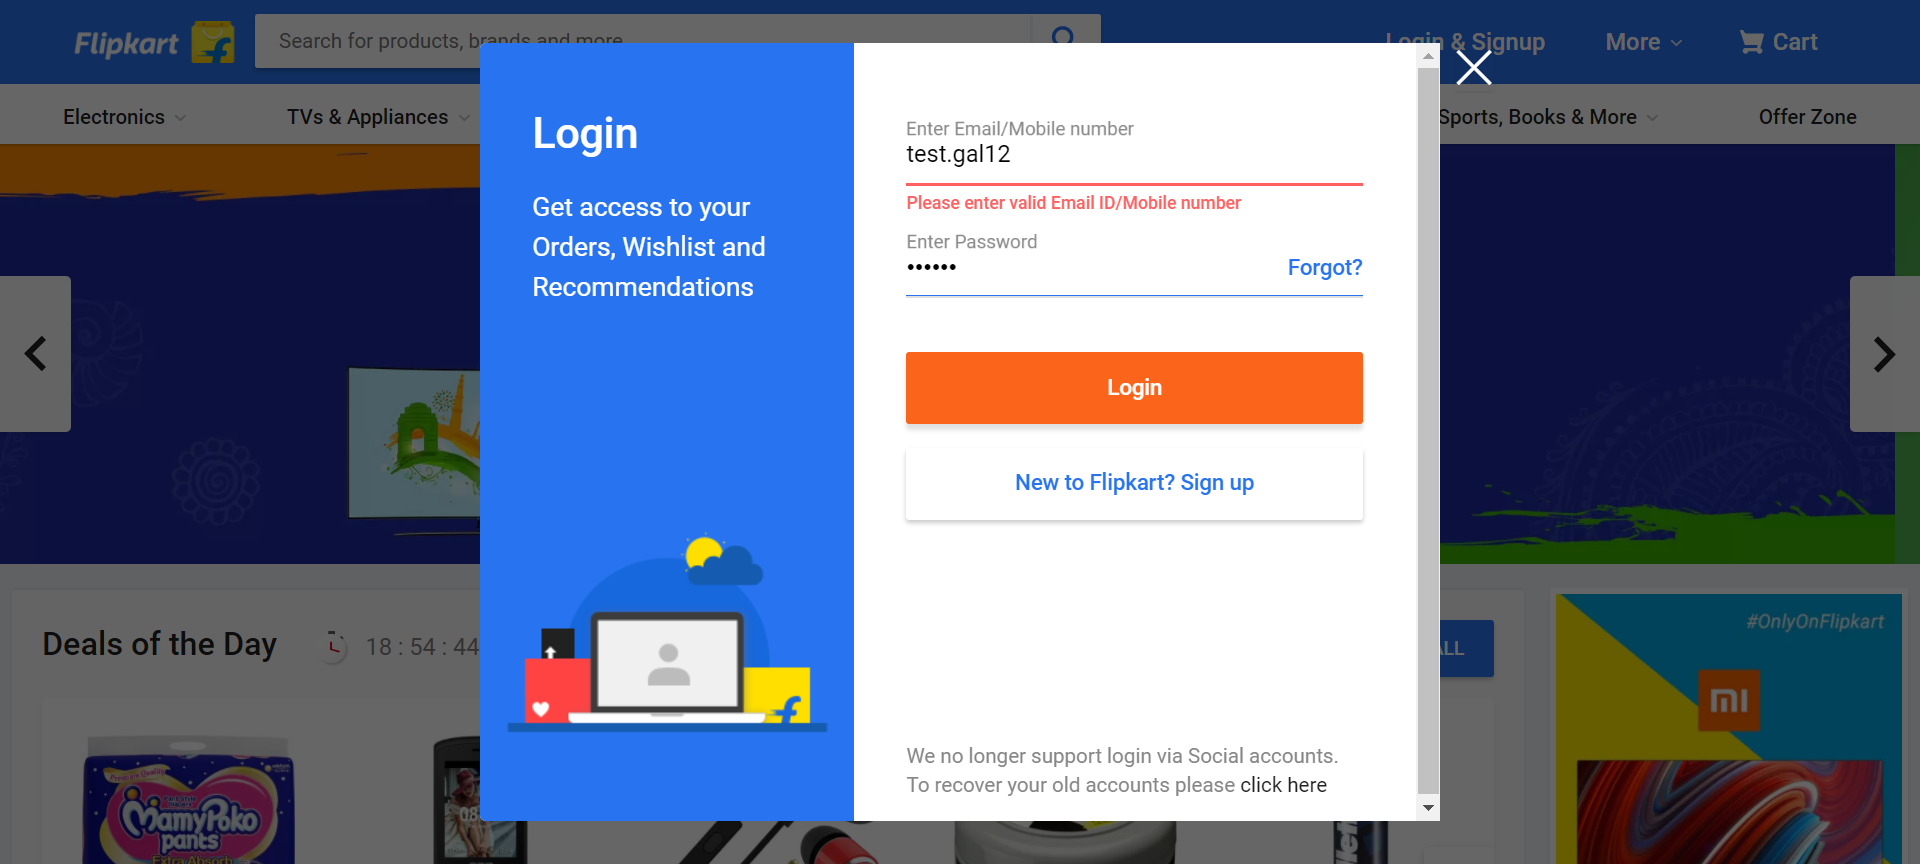 Flipkart
Search for products, brands and more
Login & Signup
More
Cart
Electronics
TVs & Appliances
Sports, Books & More
Offer Zone
Login
Get access to your
Orders, Wishlist and
Recommendations
Enter Email/Mobile number
test.gal12
Please enter valid Email ID/Mobile number
Enter Password
••••••
Forgot?
Login
New to Flipkart? Sign up
We no longer support login via Social accounts.
To recover your old accounts please click here
Deals of the Day
18 : 54 : 44
ALL
#OnlyOnFlipkart
MI
MamyPoko
pants
Extra Absorb